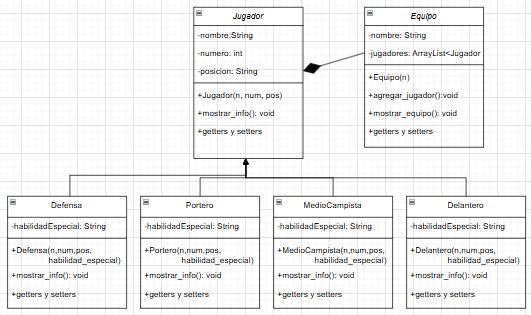 Jugador
-nombre:String
-numero: int
-posicion: String
+Jugador(n, num, pos)
+mostrar_info(): void
+getters y setters
Equipo
-nombre: String
-jugadores: ArrayList<Jugador
+Equipo(n)
+agregar_jugador():void
+mostrar_equipo(): void
+getters y setters
Defensa
-habilidadEspecial: String
+Defensa(n,num,pos,
habilidad_especial)
+mostrar_info(): void
+getters y setters
Portero
-habilidadEspecial: String
+Portero(n,num,pos,
habilidad_especial)
+mostrar_info(): void
+getters y setters
MedioCampista
-habilidadEspecial: String
+MedioCampista(n,num,pos,
habilidad_especial)
+mostrar_info(): void
+getters y setters
Delantero
-habilidadEspecial: String
+Delantero(n,num,pos,
habilidad_especial)
+mostrar_info(): void
+getters y setters